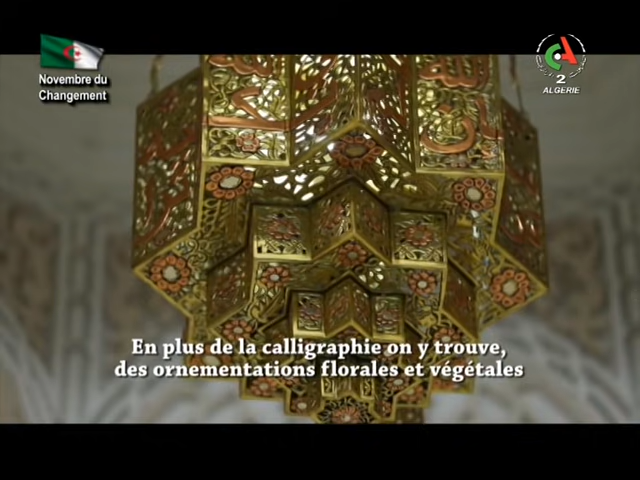 Novembre du
Changement
2
ALGERIE
En plus de la calligraphie on y trouve,
des ornementations florales et végétales